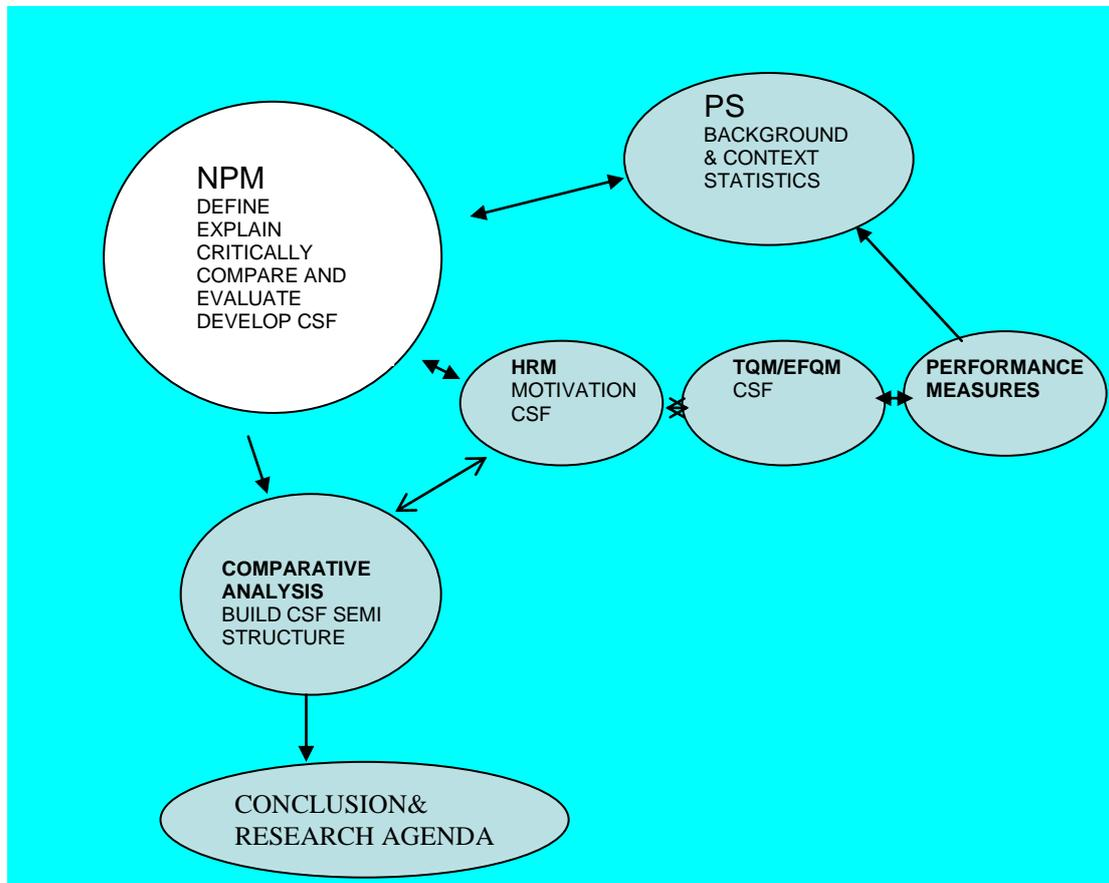 NPM
DEFINE
EXPLAIN
CRITICALLY
COMPARE AND
EVALUATE
DEVELOP CSF
PS
BACKGROUND
& CONTEXT
STATISTICS
HRM
MOTIVATION
CSF
TQM/EFQM
CSF
PERFORMANCE
MEASURES
COMPARATIVE
ANALYSIS
BUILD CSF SEMI
STRUCTURE
CONCLUSION&
RESEARCH AGENDA